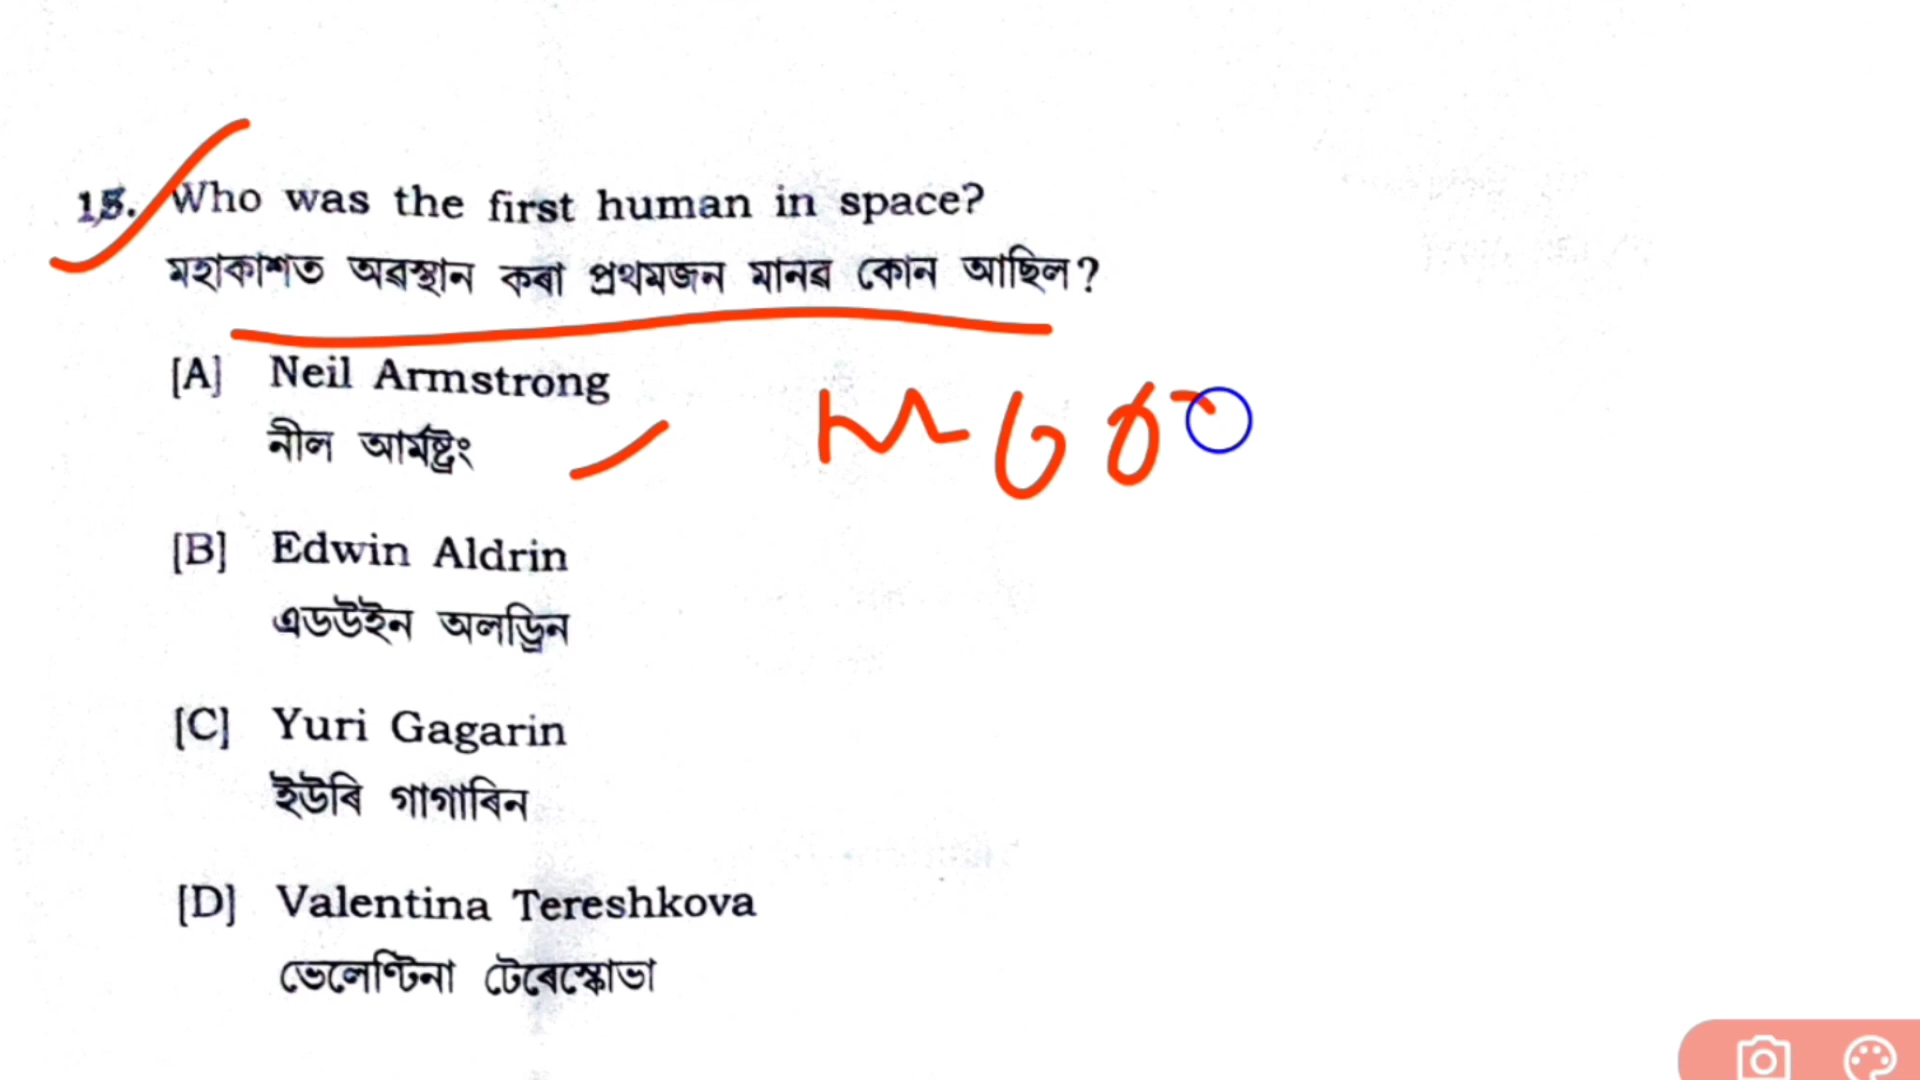 15. Who was the first human in space?
মহাকাশত অৱস্থান কৰা প্ৰথমজন মানৱ কোন আছিল?
[A] Neil Armstrong
নীল আৰ্মষ্ট্ৰং
[B] Edwin Aldrin
এডউইন অলড্ৰিন
[C] Yuri Gagarin
ইউৰি গাগাৰিন
[D] Valentina Tereshkova
ভেলেণ্টিনা টেৰেস্কোভা